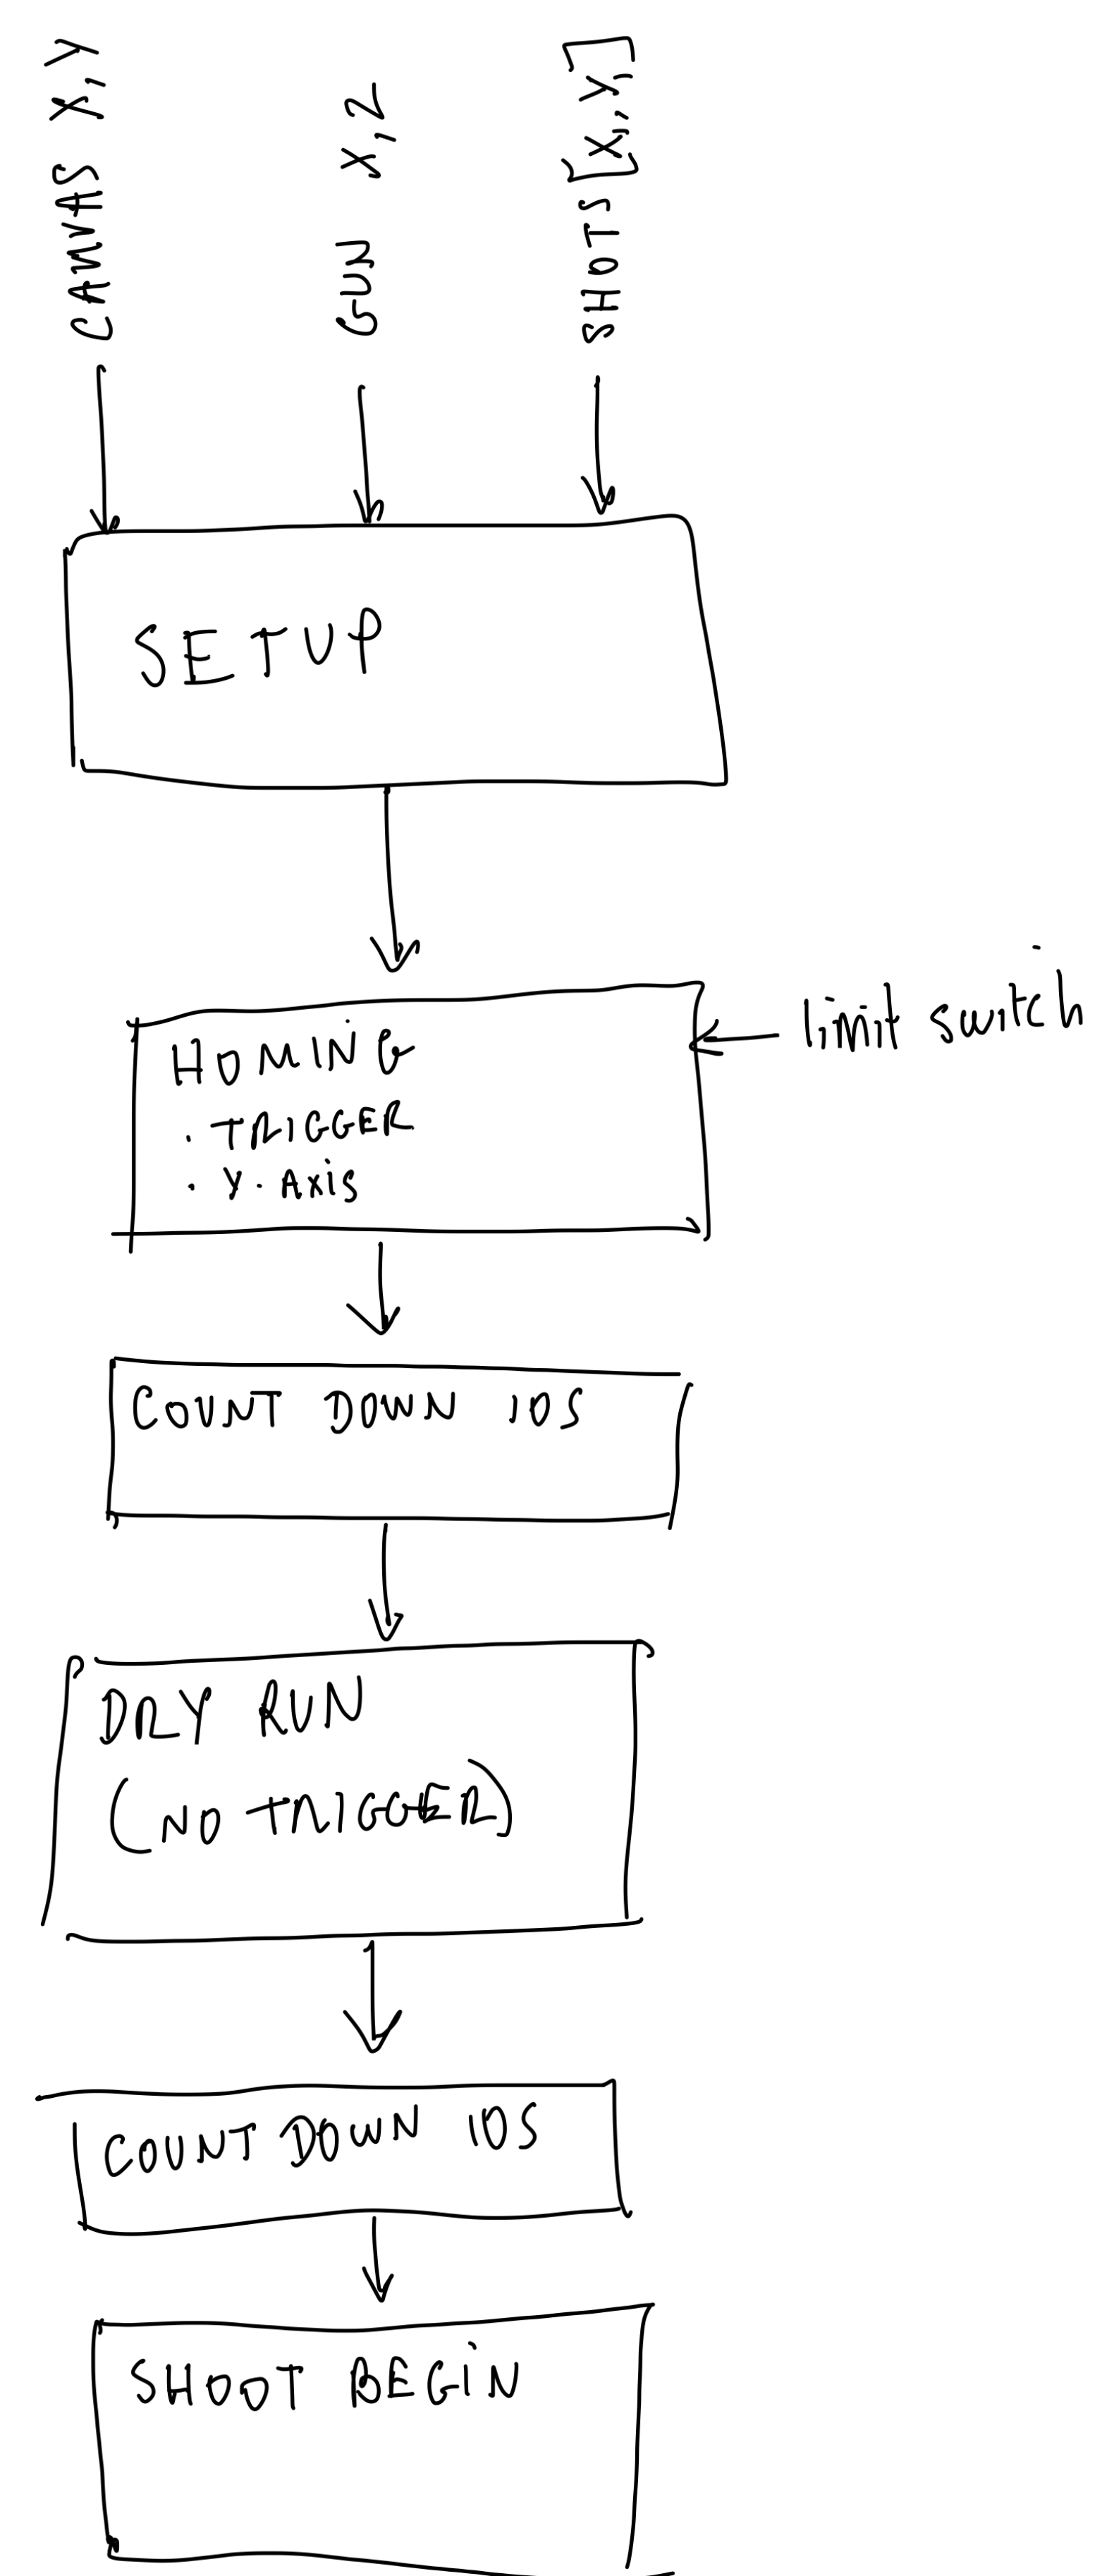 CANVAS X,Y
GUN X,Z
SHOTS[X,Y,]
SETUP
HOMING
limit switch
. TRIGGER
. Y. AXiS
COUNT DOWN 10S
DRY RUN
(NO TRIGGER)
COUNT DOWN 10S
SHOOT BEGiN